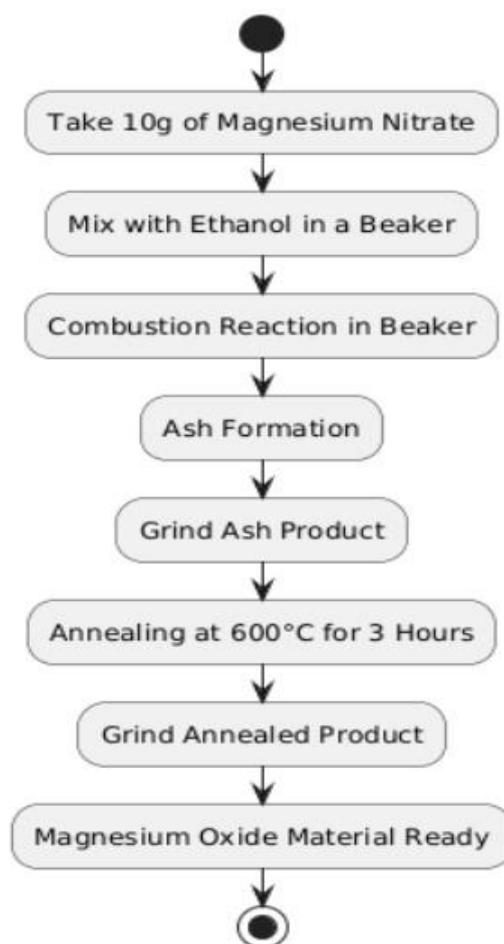 Take 10g of Magnesium Nitrate
Mix with Ethanol in a Beaker
Combustion Reaction in Beaker
Ash Formation
Grind Ash Product
Annealing at 600°C for 3 Hours
Grind Annealed Product
Magnesium Oxide Material Ready